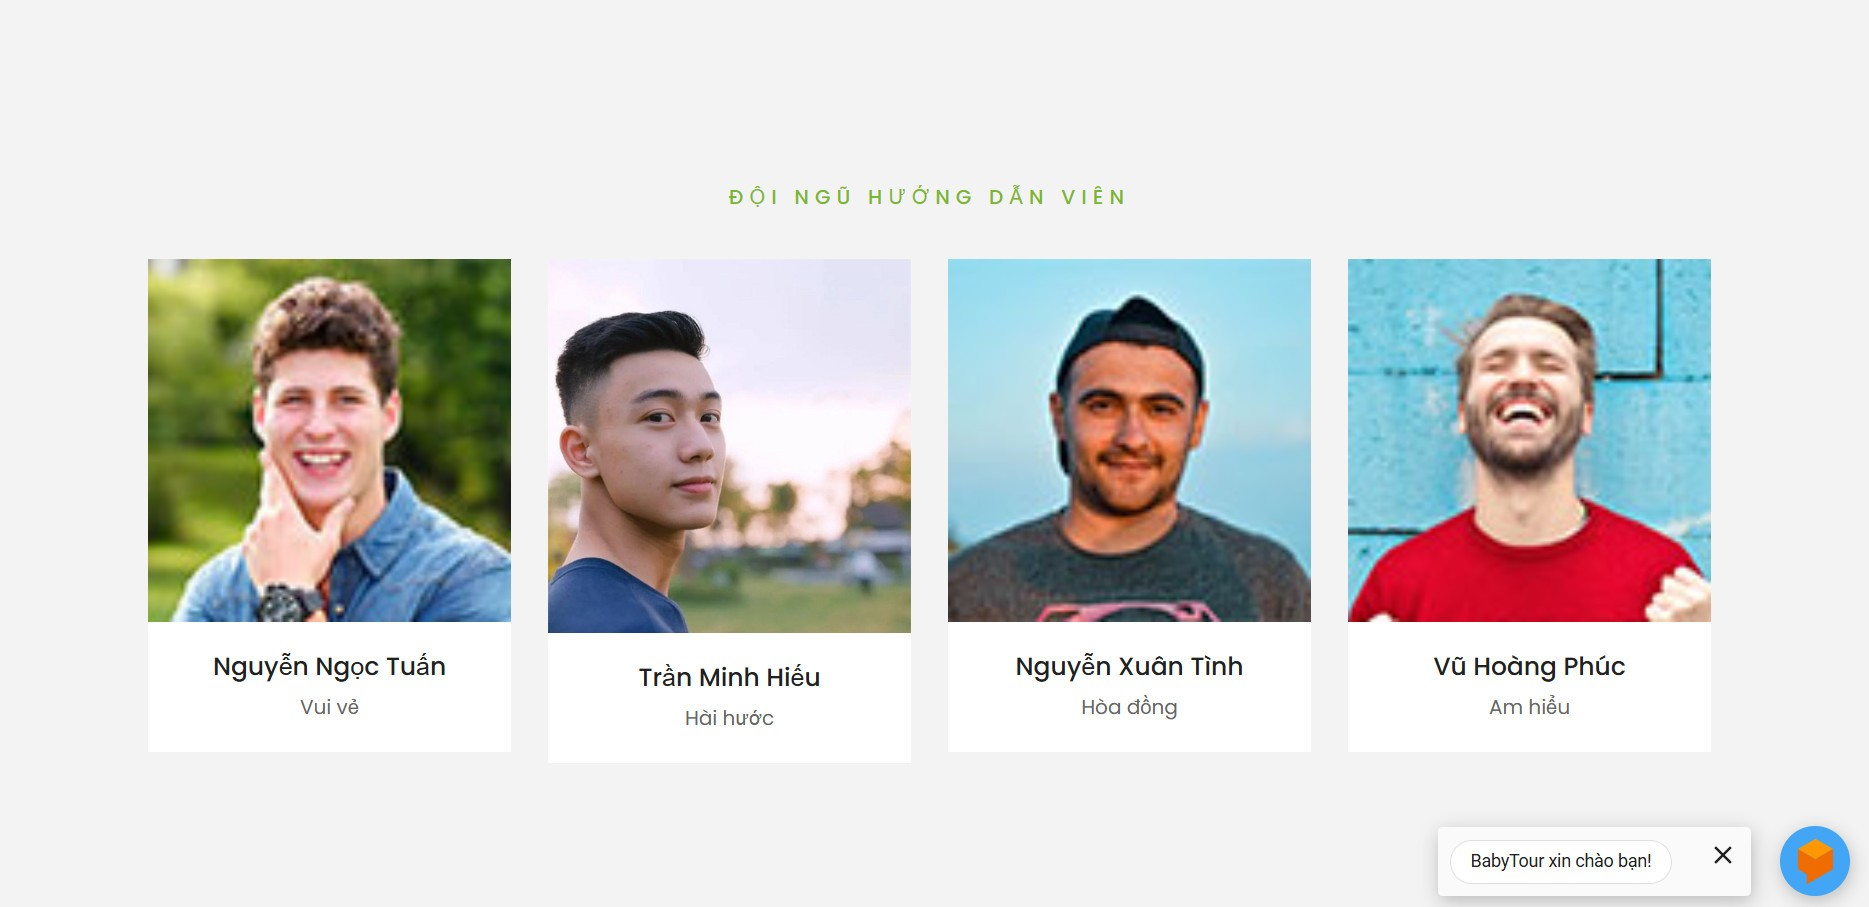 ĐỘI NGŨ HƯỚNG DẪN VIÊN
Nguyễn Ngọc Tuấn
Vui vẻ
Trần Minh Hiếu
Hài hước
Nguyễn Xuân Tình
Hòa đồng
Vũ Hoàng Phúc
Am hiểu
BabyTour xin chào bạn!